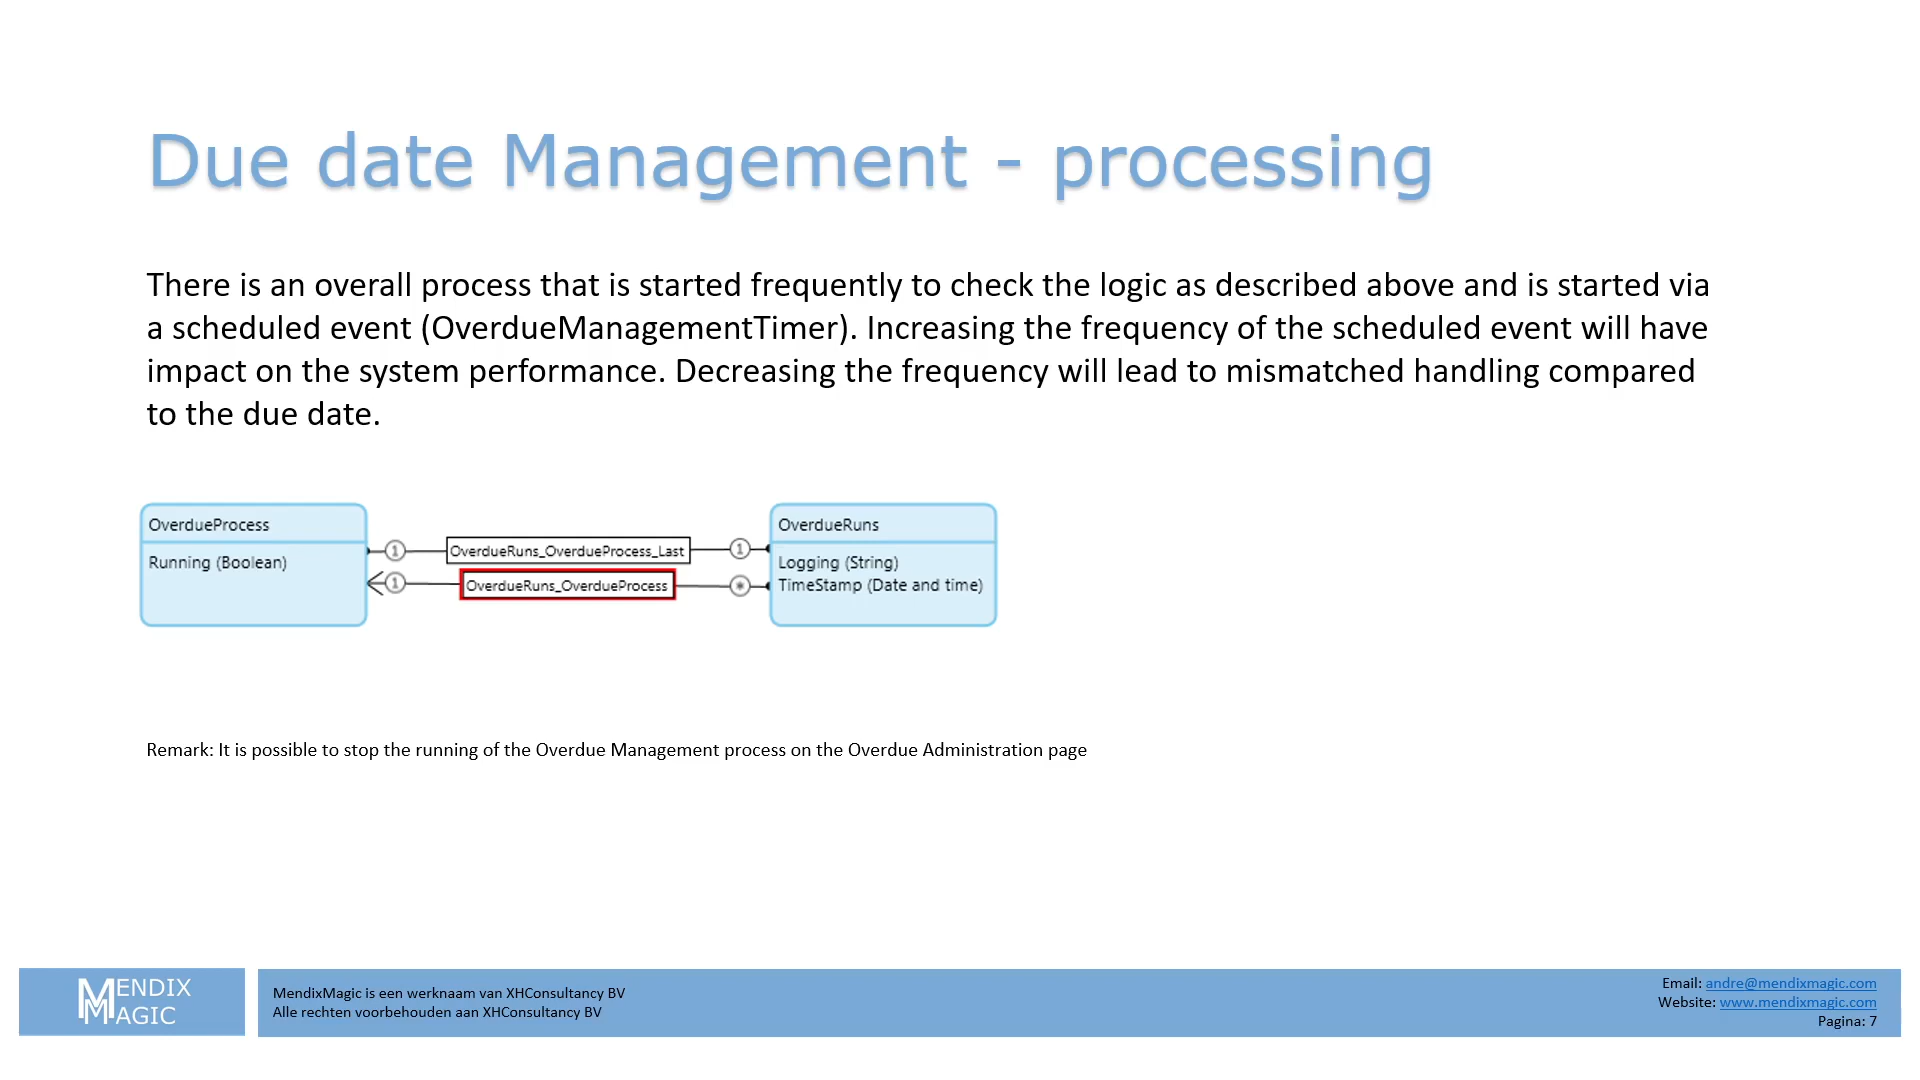 Due date Management - processing
There is an overall process that is started frequently to check the logic as described above and is started via
a scheduled event (OverdueManagementTimer). Increasing the frequency of the scheduled event will have
impact on the system performance. Decreasing the frequency will lead to mismatched handling compared
to the due date.
OverdueProcess
Running (Boolean)
1
OverdueRuns_OverdueProcess_Last
1
1
OverdueRuns_OverdueProcess
*
OverdueRuns
Logging (String)
TimeStamp (Date and time)
Remark: It is possible to stop the running of the Overdue Management process on the Overdue Administration page
MENDIX
MAGIC
MendixMagic is een werknaam van XHConsultancy BV
Alle rechten voorbehouden aan XHConsultancy BV
Email: andre@mendixmagic.com
Website: www.mendixmagic.com
Pagina: 7